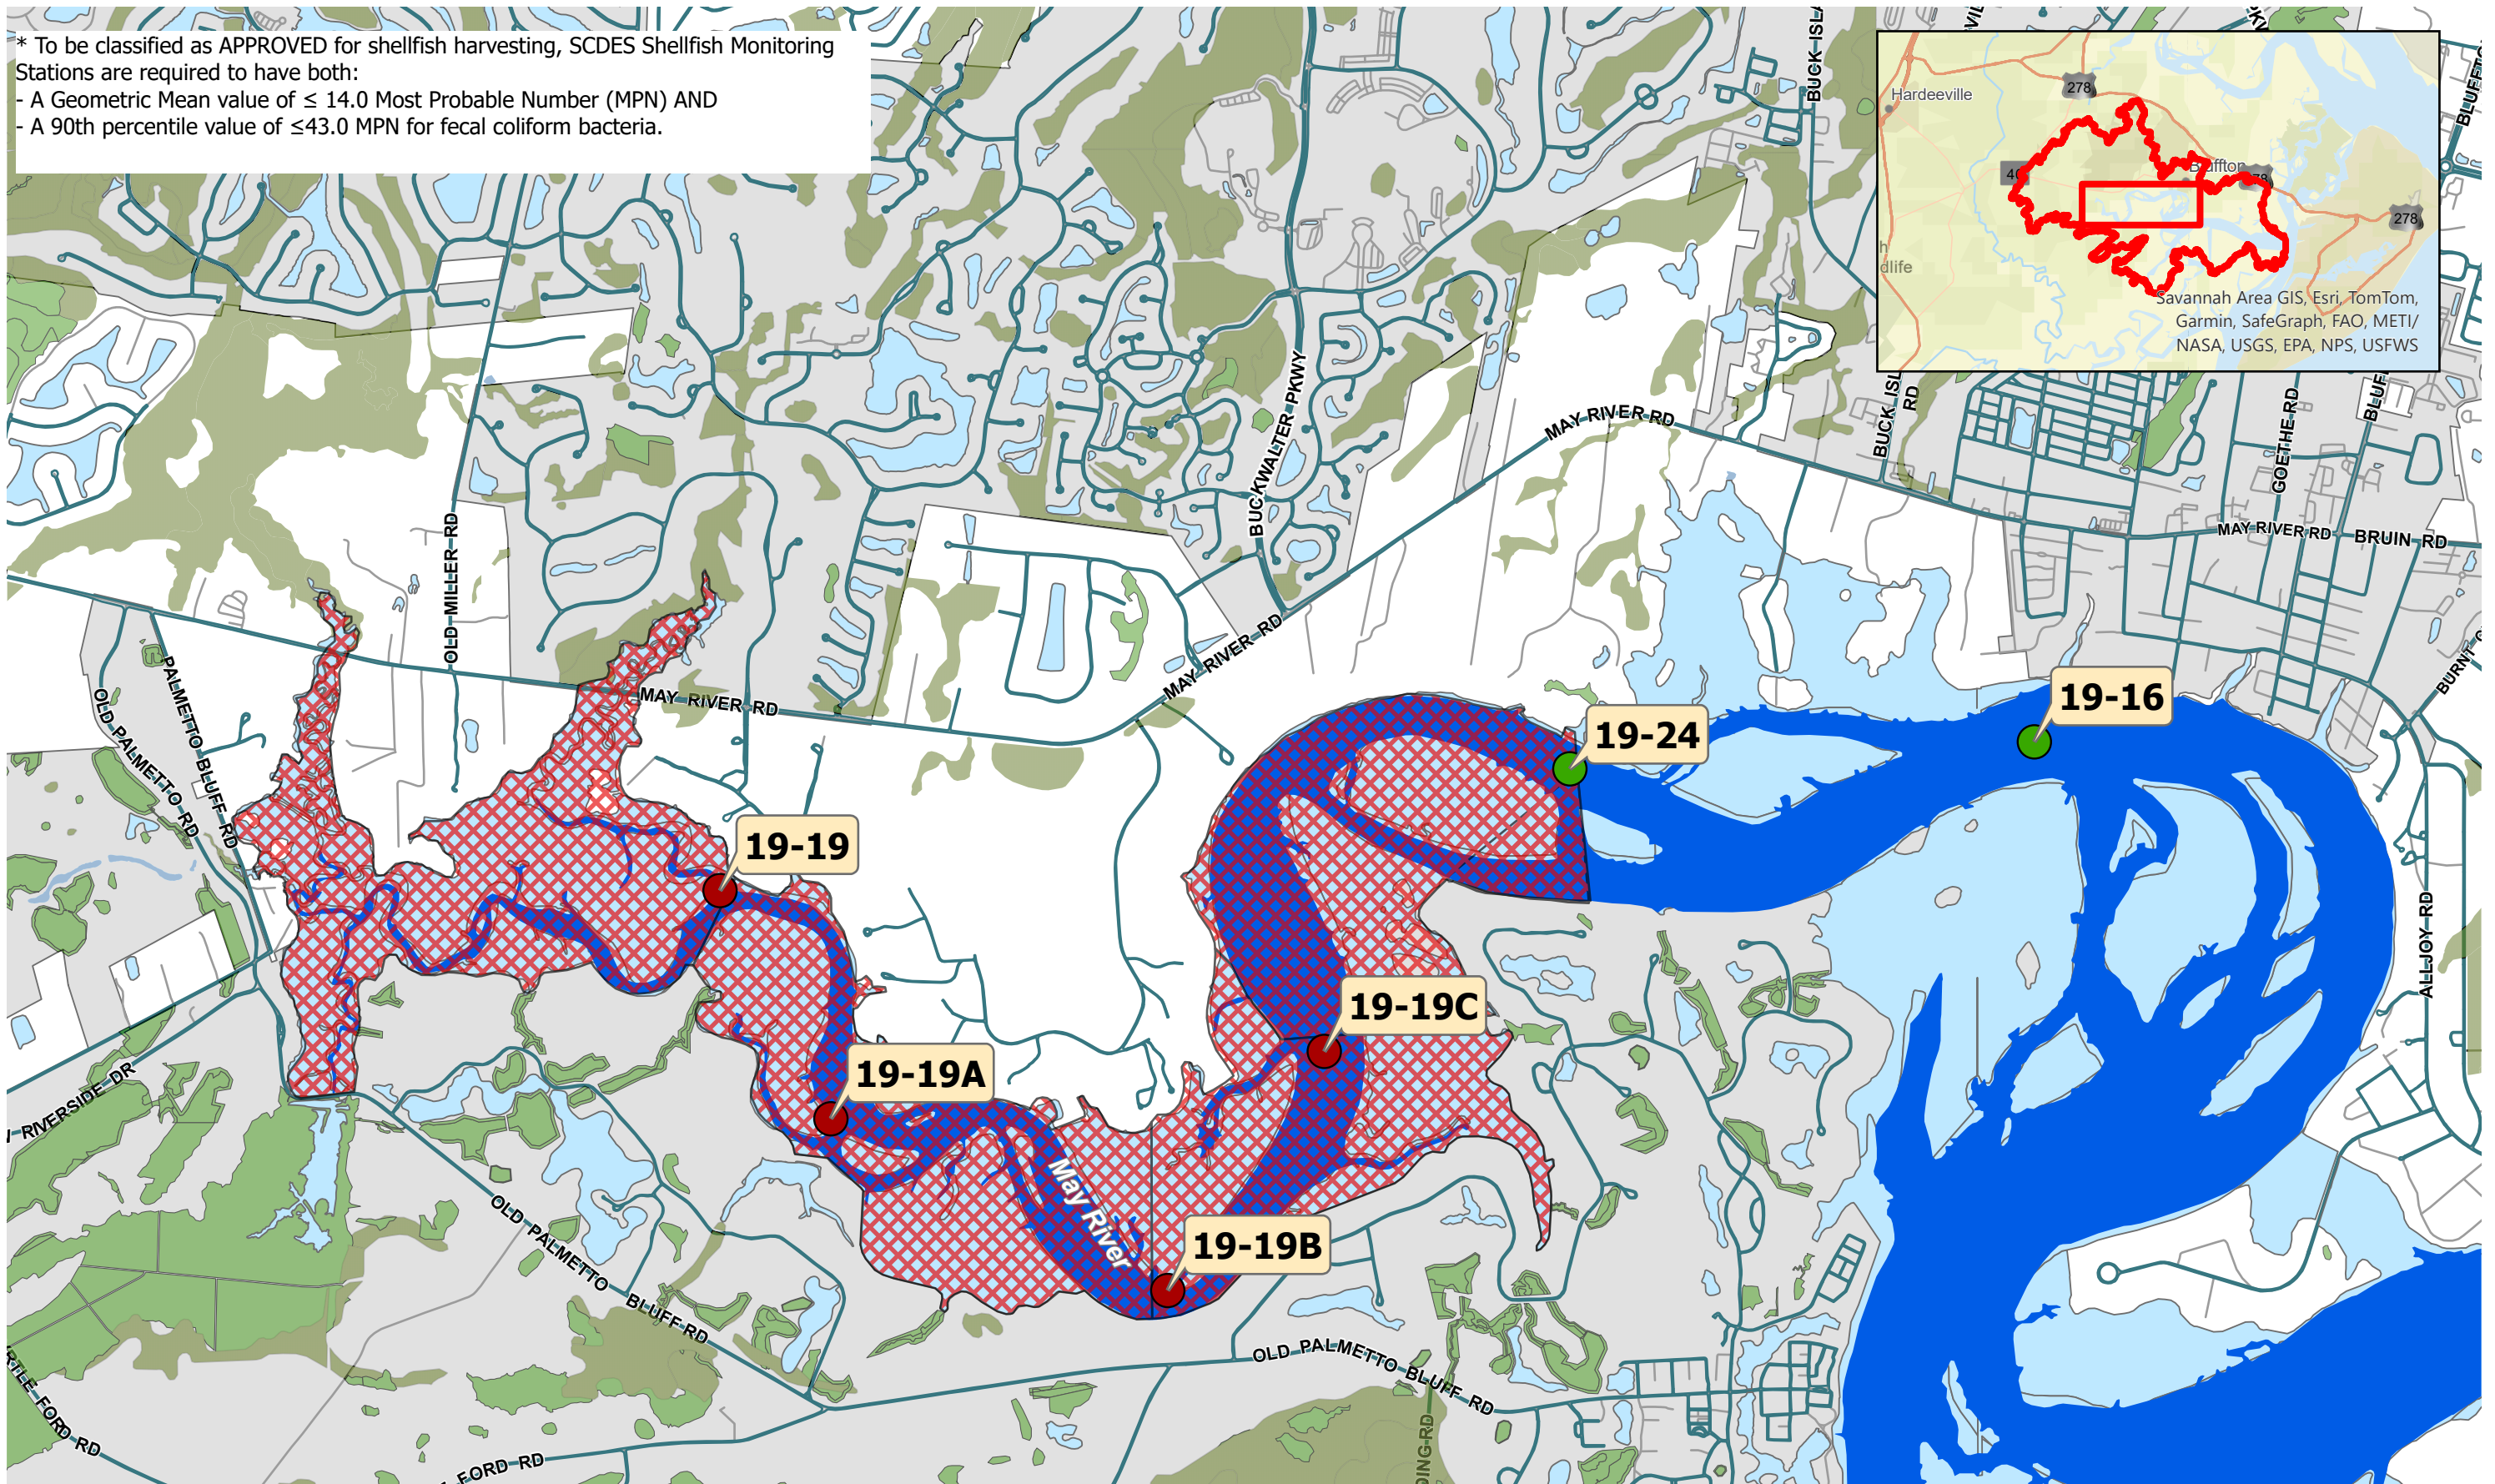 * To be classified as APPROVED for shellfish harvesting, SCDES Shellfish Monitoring
Stations are required to have both:
- A Geometric Mean value of ≤ 14.0 Most Probable Number (MPN) AND
- A 90th percentile value of ≤43.0 MPN for fecal coliform bacteria.
278
Hardeeville
Bluffton
278
278
dlife
Savannah Area GIS, Esri, TomTom,
Garmin, SafeGraph, FAO, METI/
NASA, USGS, EPA, NPS, USFWS
BUCK ISL
RD
GOETHE RD
MAY RIVER RD
BUCKWALTER PKWY
OLD MILLER RD
MAY RIVER RD
BRUIN RD
MAY RIVER RD
MAY RIVER RD
PALMETTO BLUFF RD
OLD PALMETTO RD
ALLJOY RD
19-16
19-24
19-19
19-19C
19-19A
19-19B
May River
RIVERSIDE DR
OLD PALMETTO BLUFF RD
OLD PALMETTO BLUFF RD
FORD RD
FORD RD